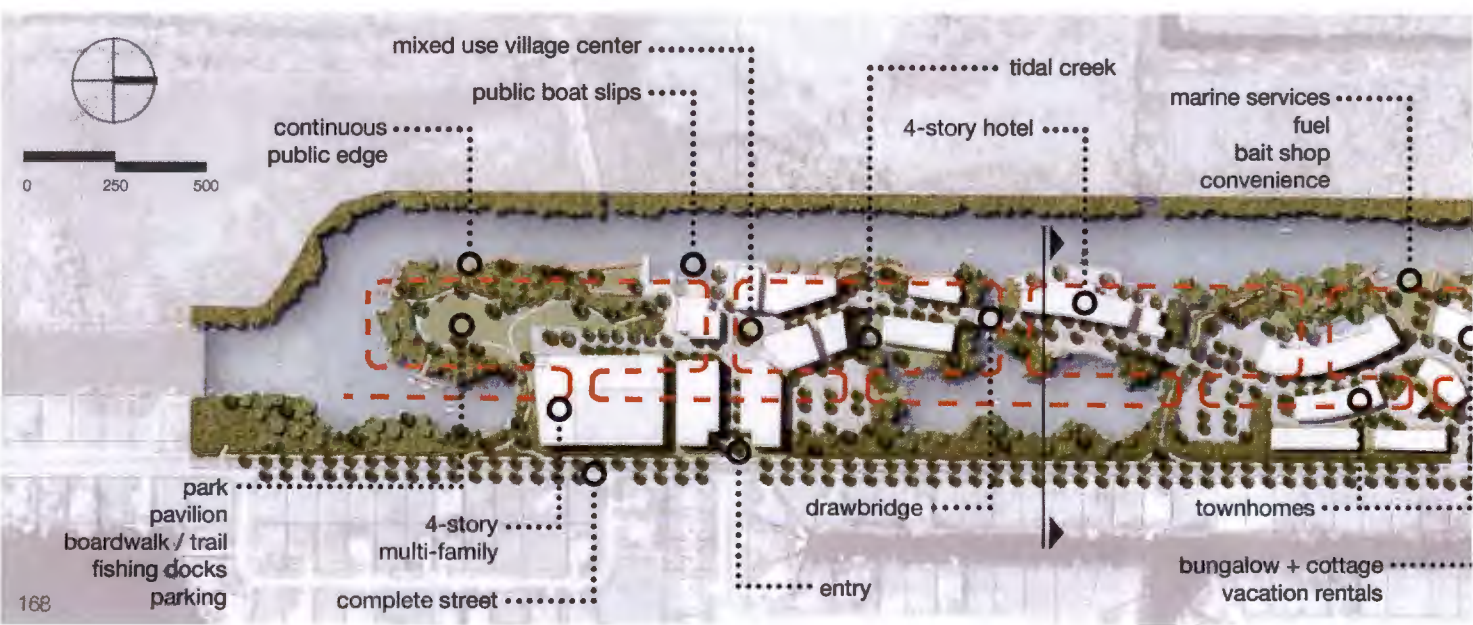 mixed use village center
public boat slips
continuous
public edge
tidal creek
4-story hotel
marine services
fuel
bait shop
convenience
0 250 500
park
pavilion
boardwalk / trail
fishing docks
parking
4-story
multi-family
complete street
entry
drawbridge
townhomes
bungalow + cottage
vacation rentals
168